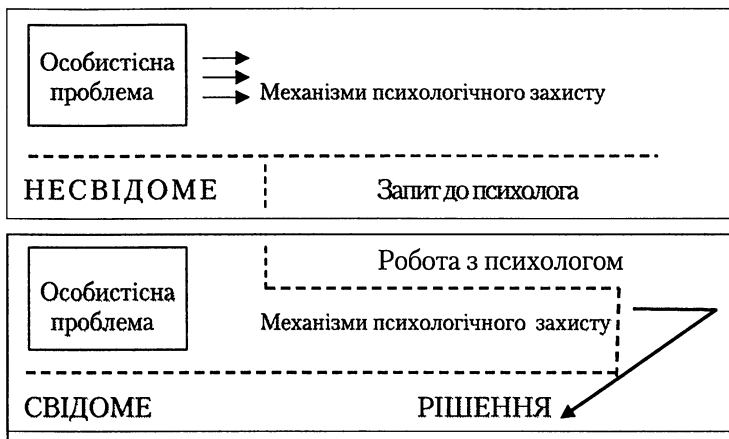 Особистісна
проблема
Механізми психологічного захисту
НЕСВІДОМЕ
Запит до психолога
Робота з психологом
Особистісна
проблема
Механізми психологічного захисту
СВІДОМЕ
РІШЕННЯ